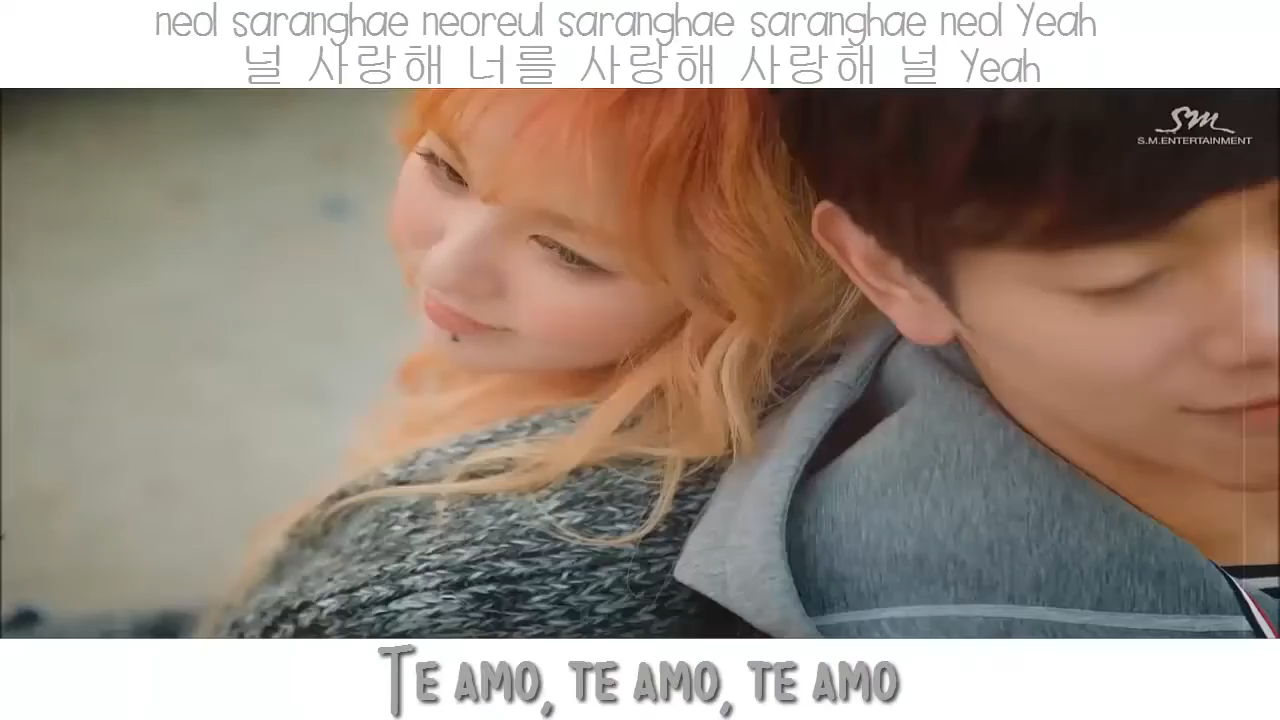 neol saranghae neoreul saranghae saranghae neol Yeah
널 사랑해 너를 사랑해 사랑해 널 Yeah
SM
S.M.ENTERTAINMENT
TE AMO, TE AMO, TE AMO